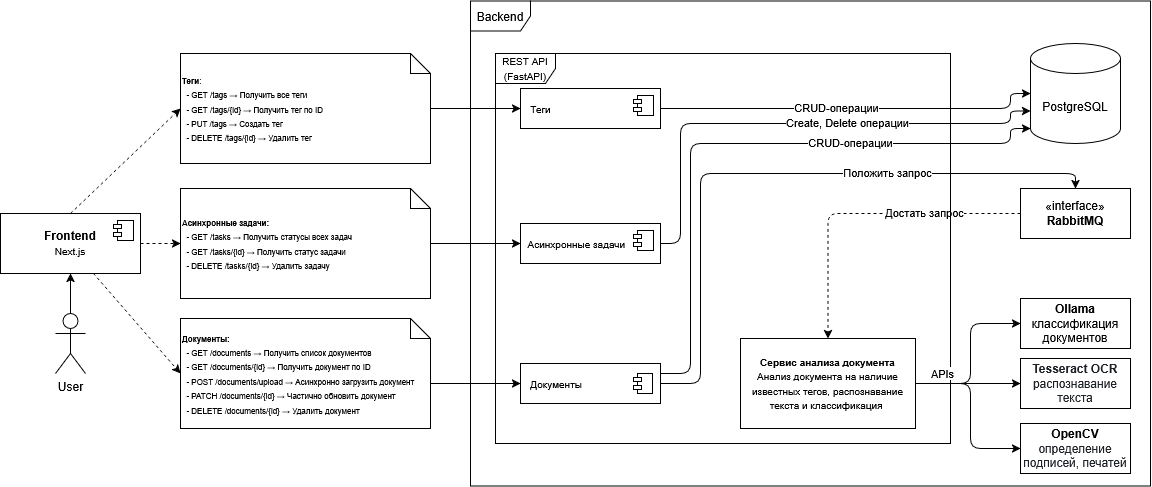 Backend
REST API
(FastAPI)
Теги:
- GET /tags → Получить все теги
- GET /tags/{id} → Получить тег по ID
- PUT /tags → Создать тег
- DELETE /tags/{id} → Удалить тег
Теги
CRUD-операции
Create, Delete операции
CRUD-операции
PostgreSQL
Положить запрос
«interface»
RabbitMQ
Достать запрос
Frontend
Next.js
User
Асинхронные задачи:
- GET /tasks → Получить статусы всех задач
- GET /tasks/{id} → Получить статус задачи
- DELETE /tasks/{id} → Удалить задачу
Асинхронные задачи
Документы:
- GET /documents → Получить список документов
- GET /documents/{id} → Получить документ по ID
- POST /documents/upload → Асинхронно загрузить документ
- PATCH /documents/{id} → Частично обновить документ
- DELETE /documents/{id} → Удалить документ
Документы
Сервис анализа документа
Анализ документа на наличие
известных тегов, распознавание
текста и классификация
APIs
Ollama
классификация
документов
Tesseract OCR
распознавание
текста
OpenCV
определение
подписей, печатей